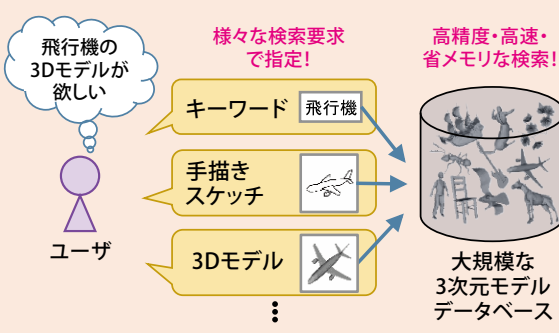 飛行機の
3Dモデルが
欲しい
ユーザ
様々な検索要求
で指定!
キーワード
飛行機
手描き
スケッチ
3Dモデル
高精度・高速・
省メモリな検索!
大規模な
3次元モデル
データベース